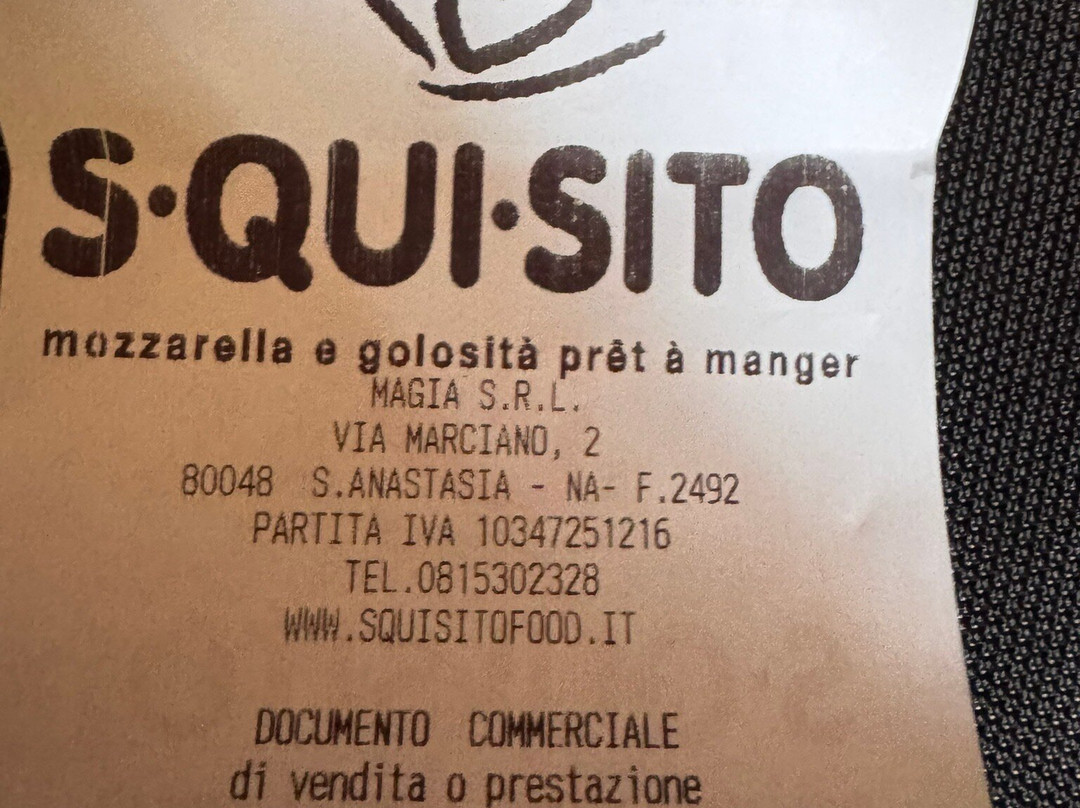 S·QUI·SITO
mozzarella e golosità prêt à manger
MAGIA S.R.L.
VIA MARCIANO, 2
80048 S.ANASTASIA - NA- F.2492
PARTITA IVA 10347251216
TEL.0815302328
WWW.SQUISITOFOOD.IT
DOCUMENTO COMMERCIALE
di vendita o prestazione